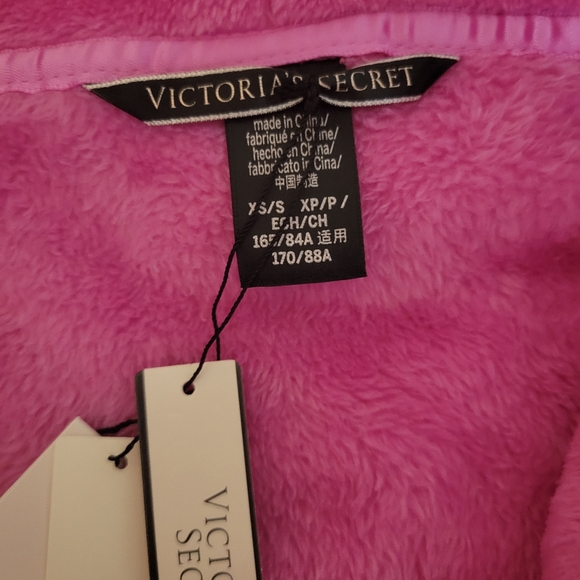 VICTORIA'S SECRET
made in China/
fabriqué en Chine/
hecho en China/
fabbricato in Cina/
中国制造
XS/S XP/P /
ECH/CH
165/84A 适用
170/88A
VICTO
SEC